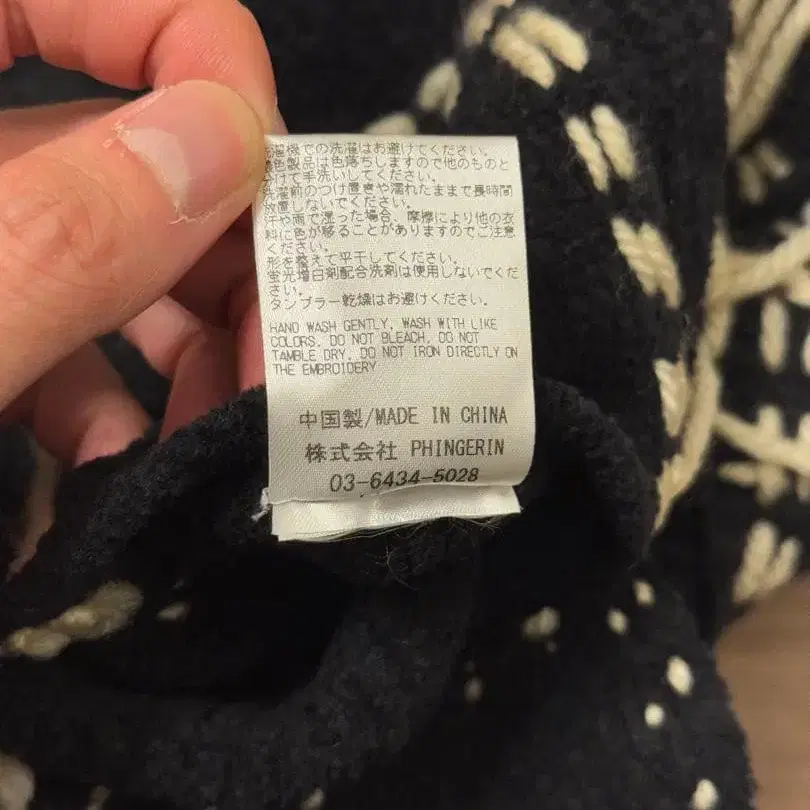 濯機での洗濯はお避けてください。
色製品は色落ちしますので他のものと
けて手洗いしてください。
洗濯前のつけ置きや濡れたままで長時間
放置しないでください。
汗や雨で湿った場合、摩擦により他の衣
料に色が移ることがありますのでご注意
ください。
形を整えて平干してください。
蛍光増白剤配合洗剤は使用しないでくだ
さい。
タンブラー乾燥はお避けください。
HAND WASH GENTLY, WASH WITH LIKE
COLORS, DO NOT BLEACH, DO NOT
TAMBLE DRY, DO NOT IRON DIRECTLY ON
THE EMBROIDERY
中国製/MADE IN CHINA
株式会社 PHINGERIN
03-6434-5028